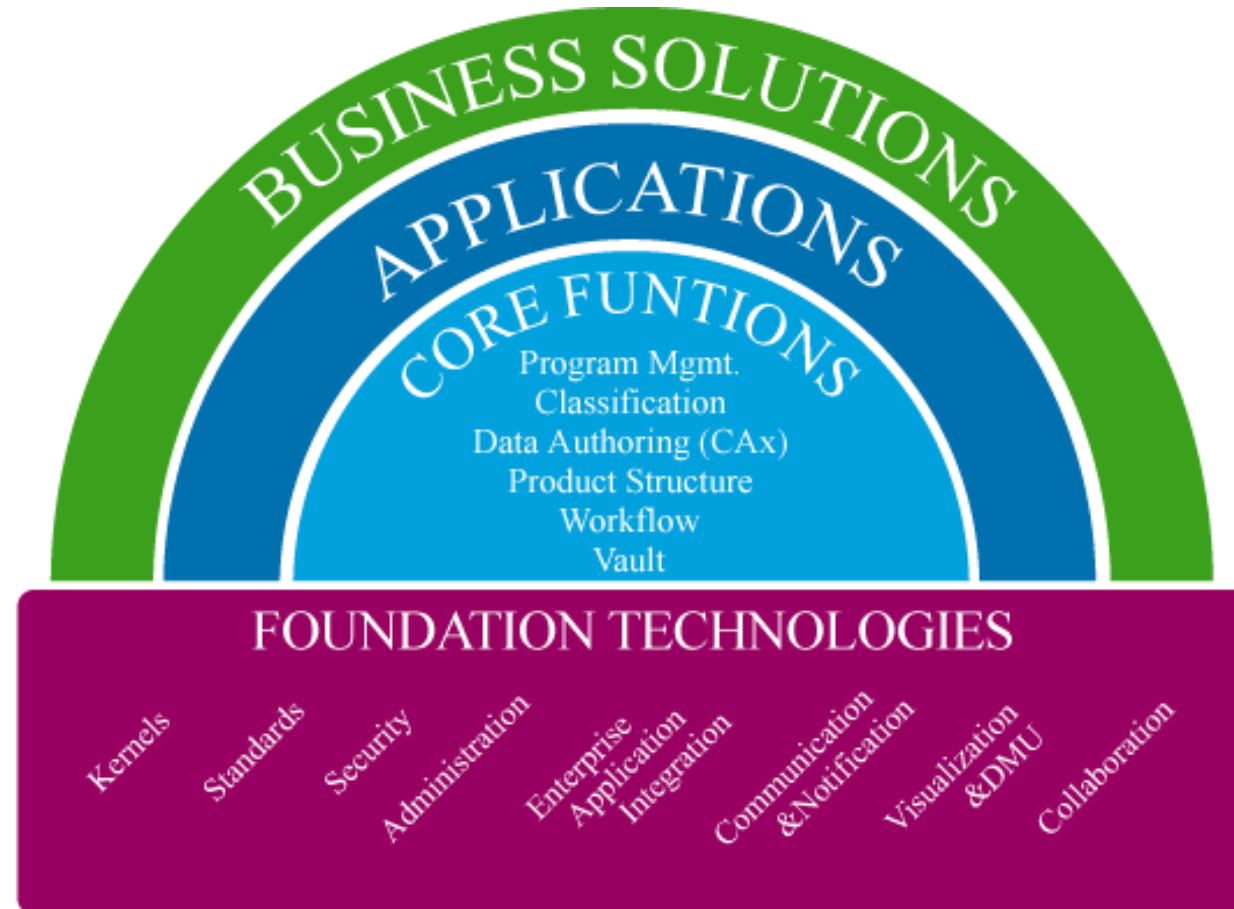 BUSINESS SOLUTIONS
APPLICATIONS
CORE FUNTIONS
Program Mgmt.
Classification
Data Authoring (CAx)
Product Structure
Workflow
Vault
FOUNDATION TECHNOLOGIES
Kernels
Standards
Security
Administration
Enterprise
Application
Integration
Communication
&Notification
Visualization
&DMU
Collaboration